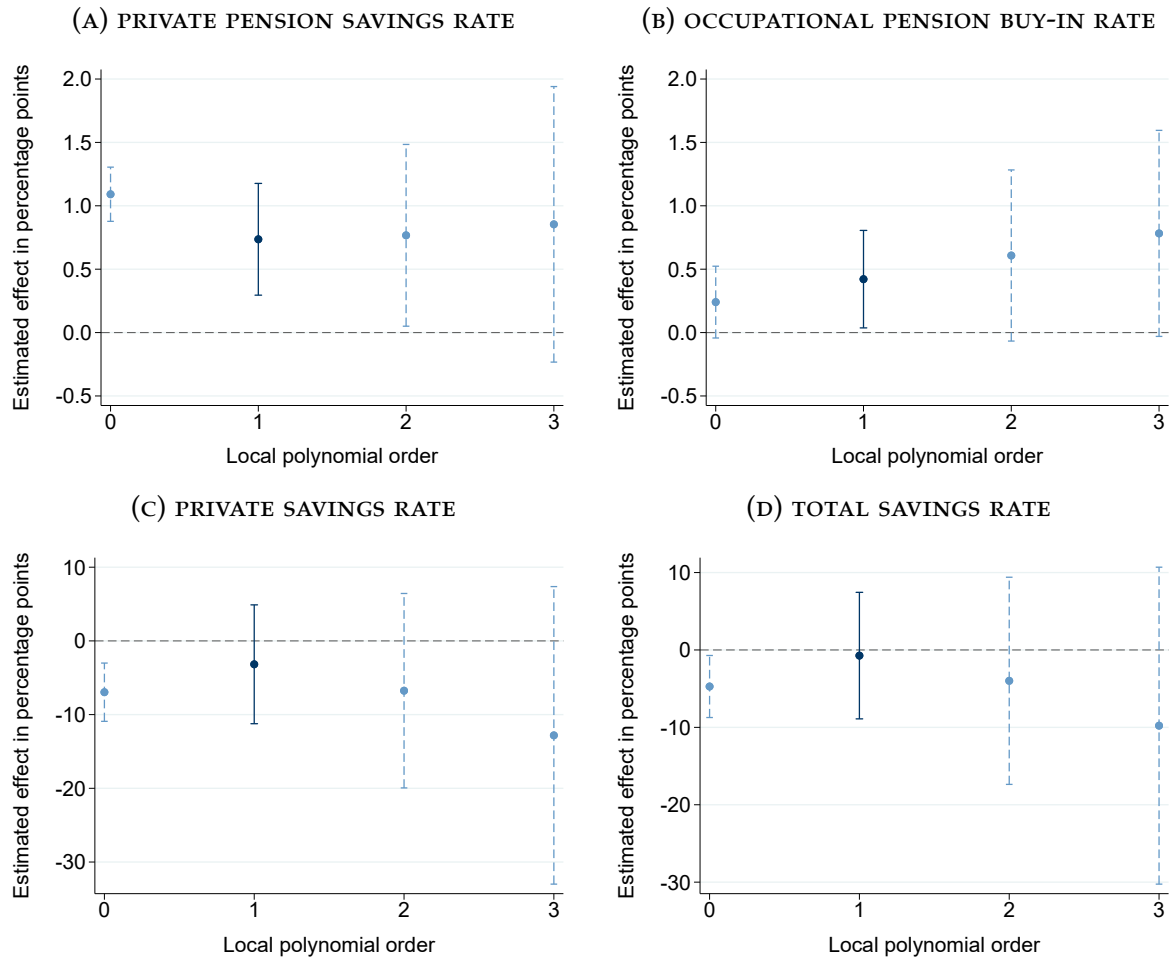 (A) PRIVATE PENSION SAVINGS RATE
Estimated effect in percentage points
2.0
1.5
1.0
0.5
0.0
-0.5
0 1 2 3
Local polynomial order
(B) OCCUPATIONAL PENSION BUY-IN RATE
Estimated effect in percentage points
2.0
1.5
1.0
0.5
0.0
-0.5
0 1 2 3
Local polynomial order
(C) PRIVATE SAVINGS RATE
Estimated effect in percentage points
10
0
-10
-20
-30
0 1 2 3
Local polynomial order
(D) TOTAL SAVINGS RATE
Estimated effect in percentage points
10
0
-10
-20
-30
0 1 2 3
Local polynomial order